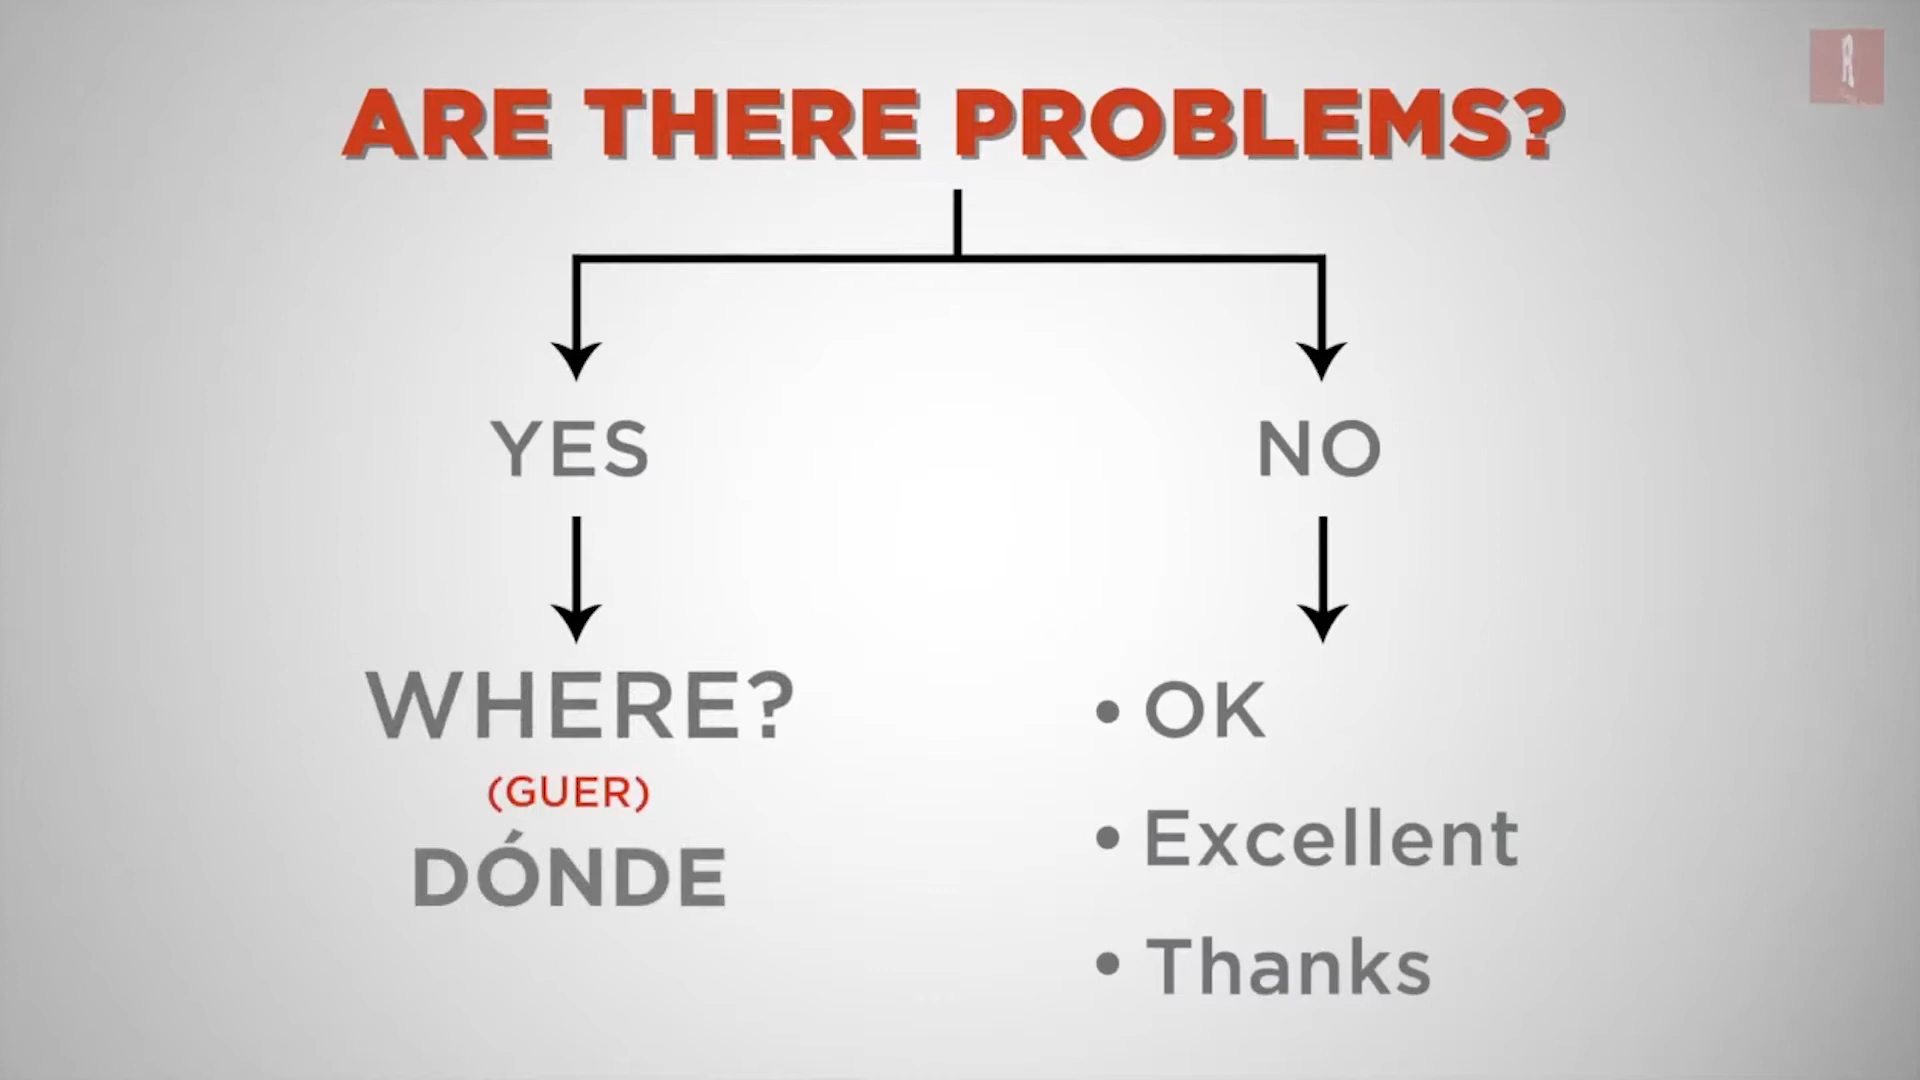 ARE THERE PROBLEMS?
YES
NO
WHERE?
(GUER)
DÓNDE
• OK
• Excellent
• Thanks
R